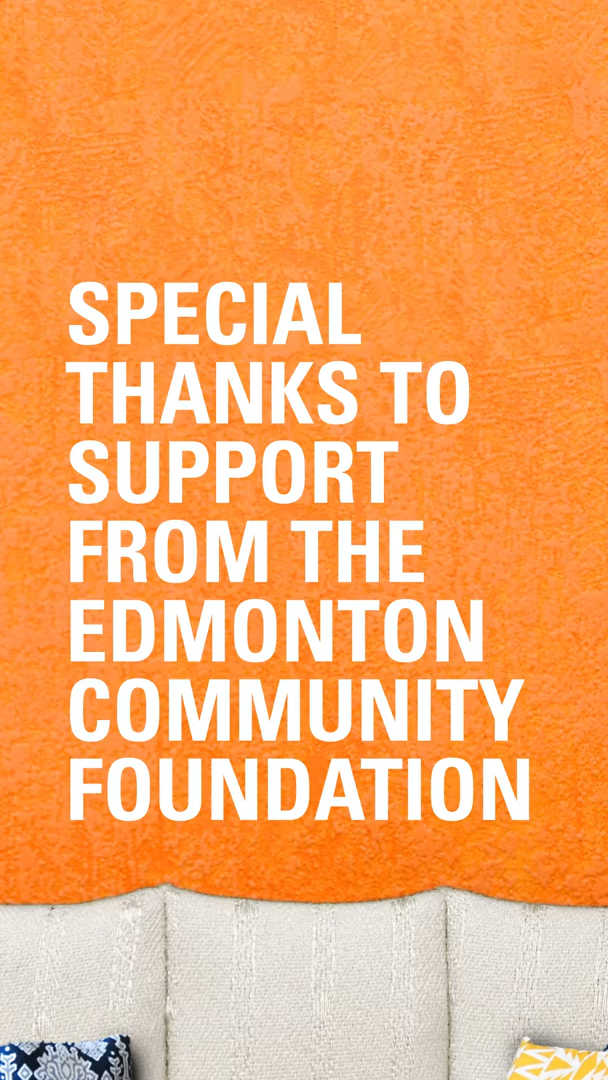 SPECIAL
THANKS TO
SUPPORT
FROM THE
EDMONTON
COMMUNITY
FOUNDATION